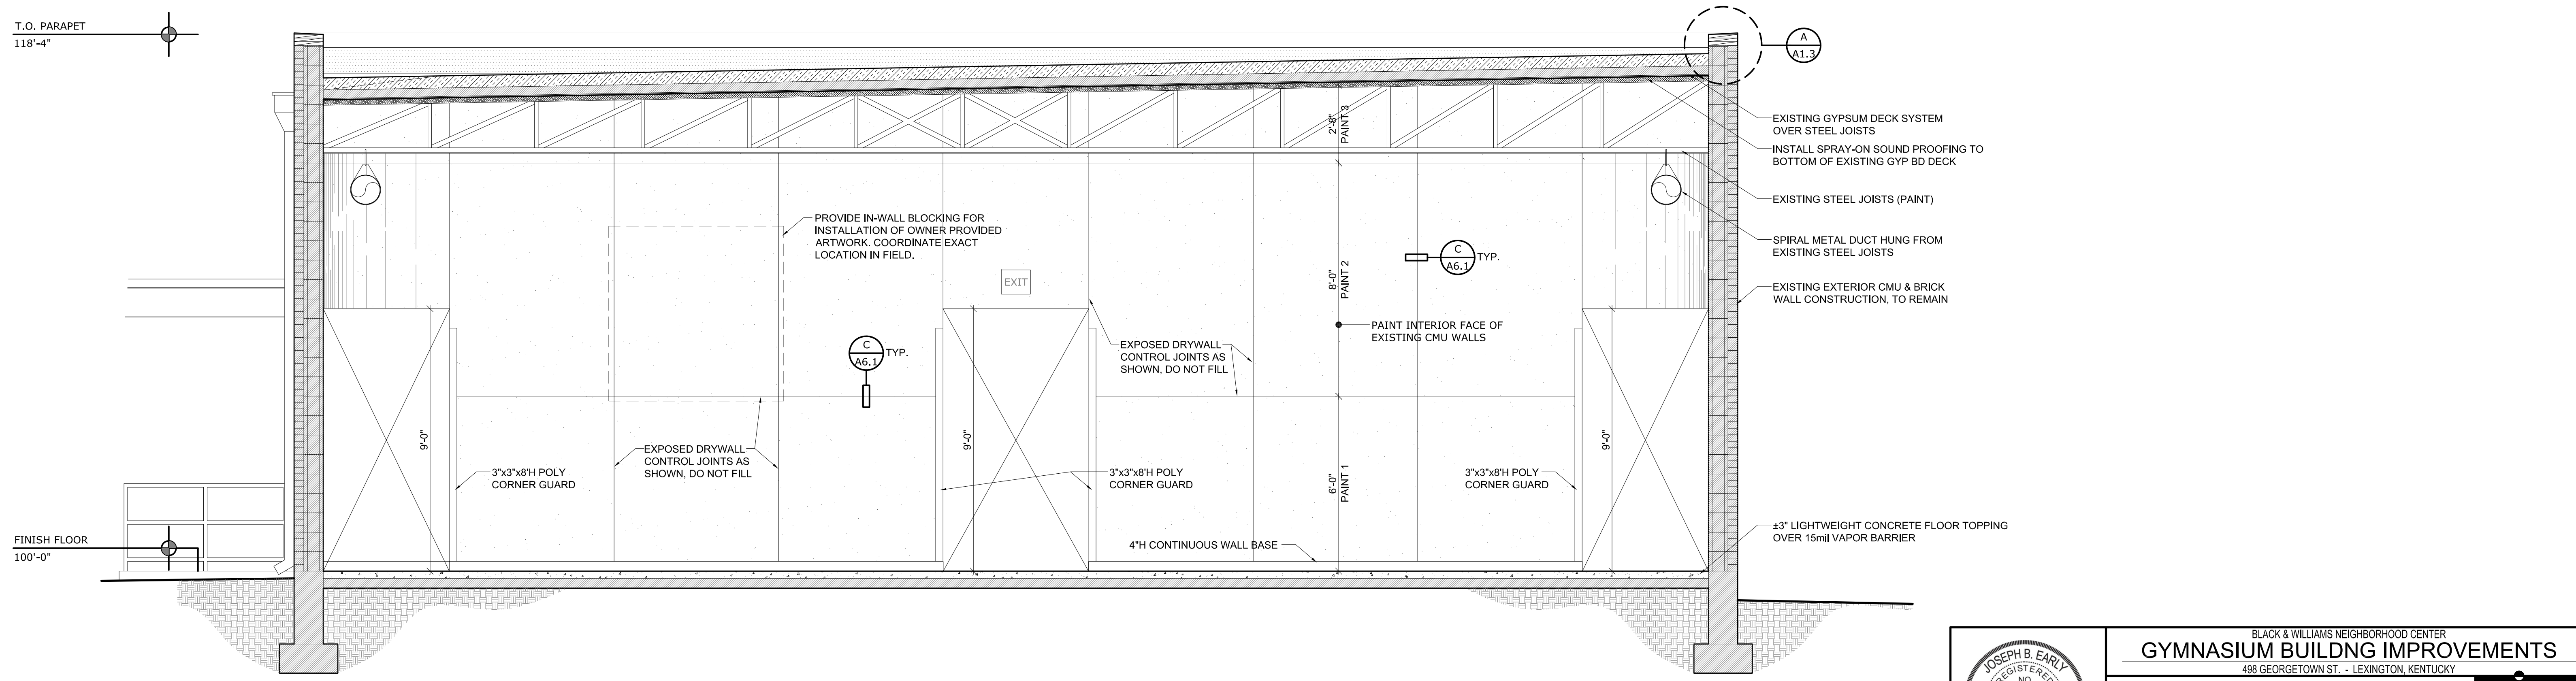 T.O. PARAPET
118'-4"
A
A1.3
EXISTING GYPSUM DECK SYSTEM
OVER STEEL JOISTS
INSTALL SPRAY-ON SOUND PROOFING TO
BOTTOM OF EXISTING GYP BD DECK
EXISTING STEEL JOISTS (PAINT)
SPIRAL METAL DUCT HUNG FROM
EXISTING STEEL JOISTS
EXISTING EXTERIOR CMU & BRICK
WALL CONSTRUCTION, TO REMAIN
2'-8"
PAINT 3
PROVIDE IN-WALL BLOCKING FOR
INSTALLATION OF OWNER PROVIDED
ARTWORK. COORDINATE EXACT
LOCATION IN FIELD.
EXIT
C
A6.1
TYP.
8'-0"
PAINT 2
PAINT INTERIOR FACE OF
EXISTING CMU WALLS
C
A6.1
TYP.
EXPOSED DRYWALL
CONTROL JOINTS AS
SHOWN, DO NOT FILL
9'-0"
9'-0"
9'-0"
EXPOSED DRYWALL
CONTROL JOINTS AS
SHOWN, DO NOT FILL
3"x3"x8'H POLY
CORNER GUARD
3"x3"x8'H POLY
CORNER GUARD
3"x3"x8'H POLY
CORNER GUARD
6'-0"
PAINT 1
4"H CONTINUOUS WALL BASE
±3" LIGHTWEIGHT CONCRETE FLOOR TOPPING
OVER 15mil VAPOR BARRIER
FINISH FLOOR
100'-0"
JOSEPH B. EARLY
REGISTERED
NO.
BLACK & WILLIAMS NEIGHBORHOOD CENTER
GYMNASIUM BUILDNG IMPROVEMENTS
498 GEORGETOWN ST. - LEXINGTON, KENTUCKY